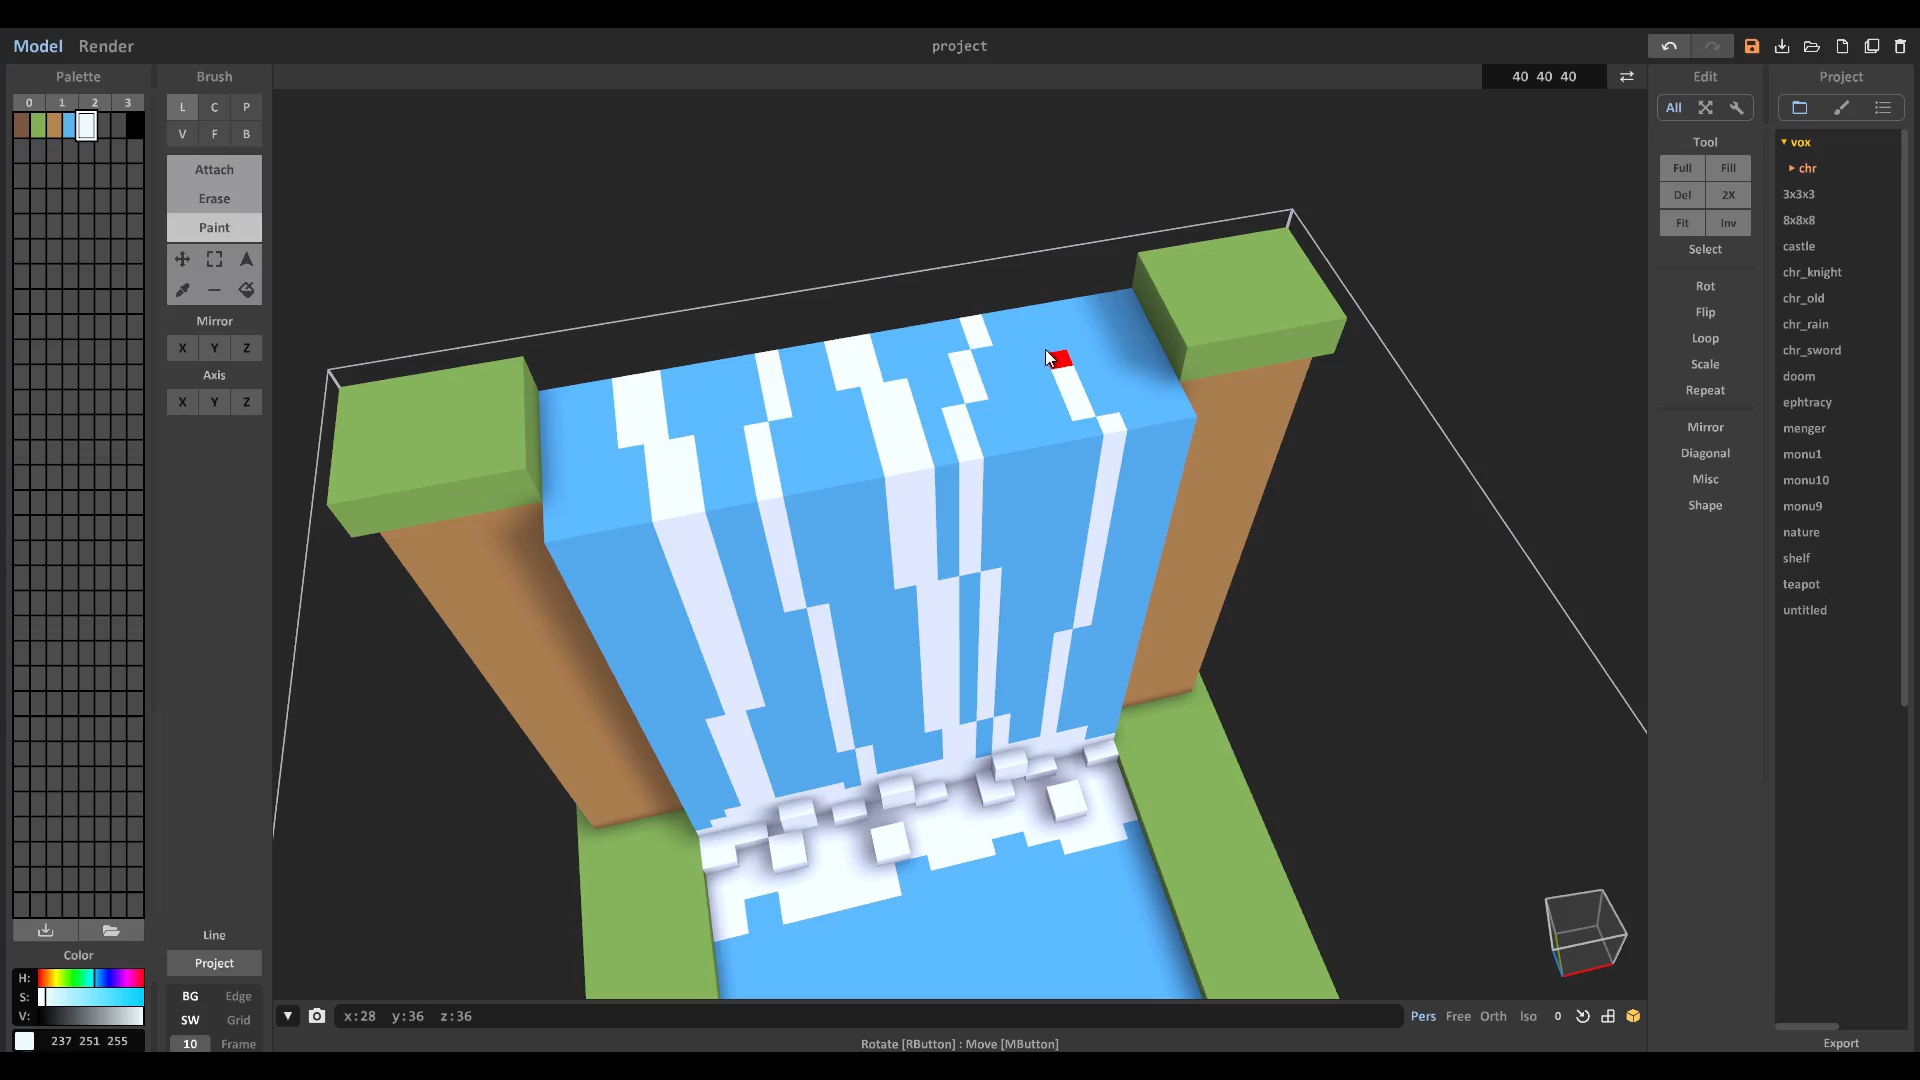 Model Render
project
40 40 40
Palette
0 1 2 3
Color
H:
S:
V:
237 251 255
Brush
L C P
V F B
Attach
Erase
Paint
Mirror
X Y Z
Axis
X Y Z
Line
Project
BG Edge
SW Grid
10 Frame
x:28 y:36 z:36
Pers Free Orth Iso 0
Rotate [RButton] : Move [MButton]
Edit
All
Tool
Full Fill
Del 2X
Fit Inv
Select
Rot
Flip
Loop
Scale
Repeat
Mirror
Diagonal
Misc
Shape
Project
vox
chr
3x3x3
8x8x8
castle
chr_knight
chr_old
chr_rain
chr_sword
doom
ephtracy
menger
monu1
monu10
monu9
nature
shelf
teapot
untitled
Export